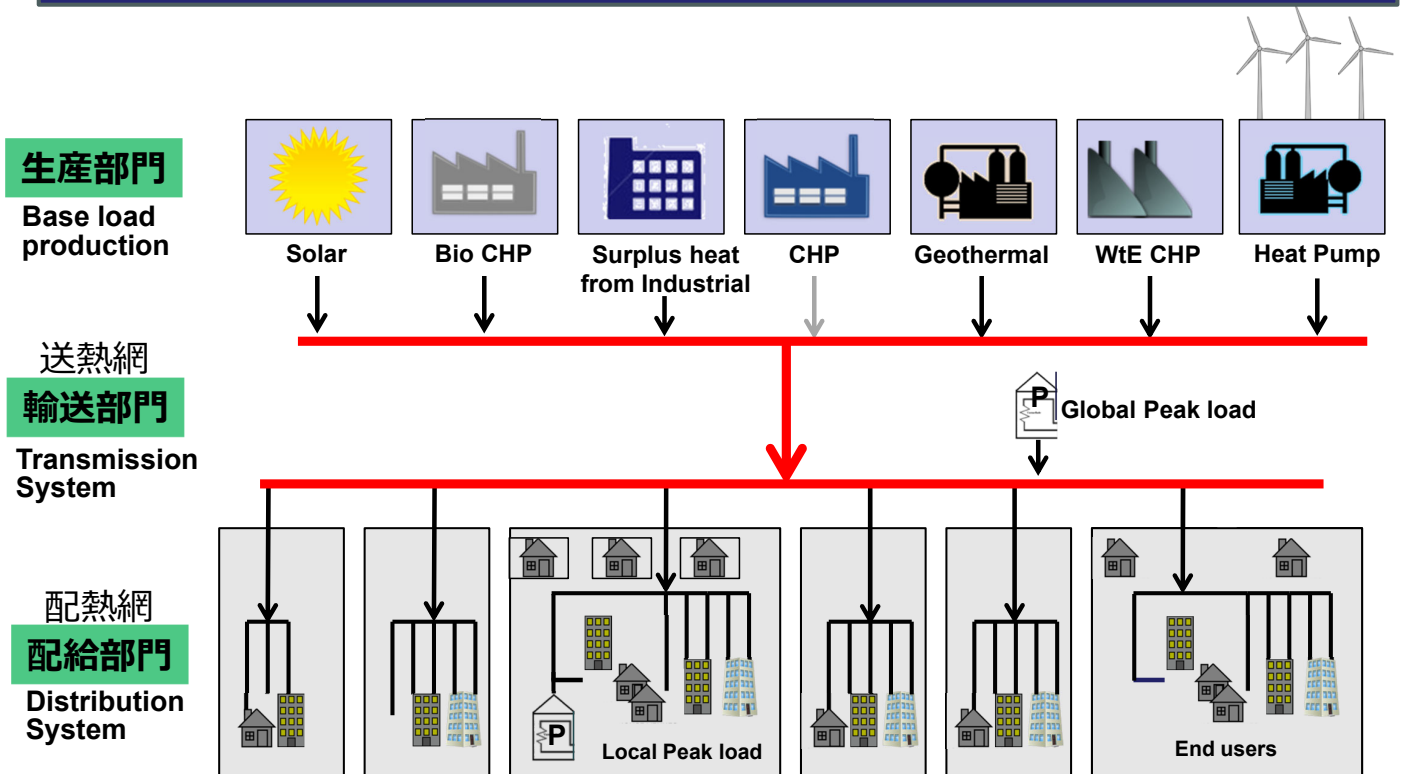 生産部門
Base load
production
Solar
Bio CHP
Surplus heat
from Industrial
CHP
Geothermal
WtE CHP
Heat Pump
送熱網
輸送部門
Transmission
System
P
Global Peak load
配熱網
配給部門
Distribution
System
P
Local Peak load
End users